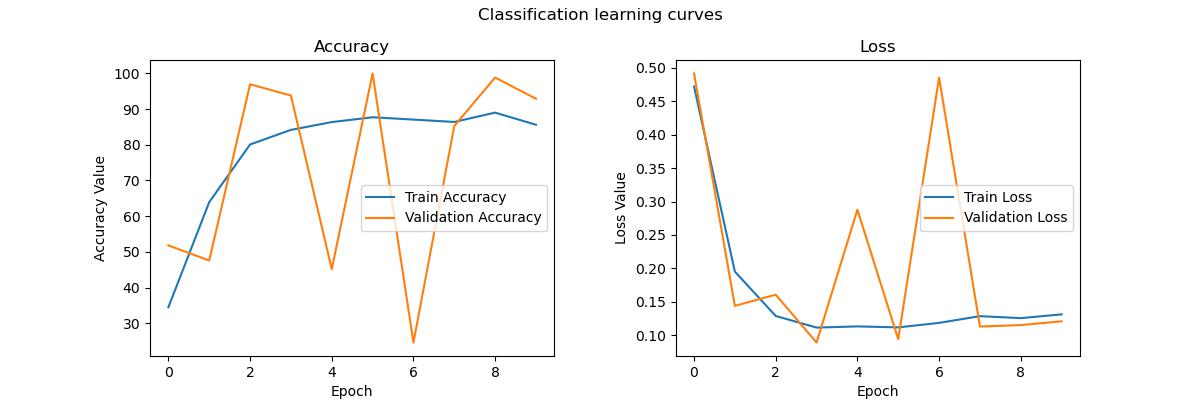 Classification learning curves
Accuracy
Accuracy Value
100
90
80
70
60
50
40
30
0 2 4 6 8
Epoch
Train Accuracy
Validation Accuracy
Loss
Loss Value
0.50
0.45
0.40
0.35
0.30
0.25
0.20
0.15
0.10
0 2 4 6 8
Epoch
Train Loss
Validation Loss